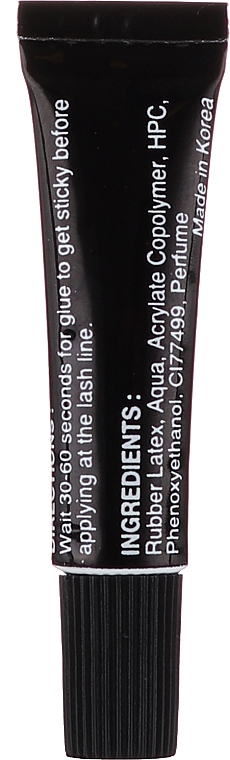 DIRECTIONS :
Wait 30-60 seconds for glue to get sticky before
applying at the lash line.
INGREDIENTS :
Rubber Latex, Aqua, Acrylate Copolymer, HPC,
Phenoxyethanol. CI77499, Perfume
Made in Korea